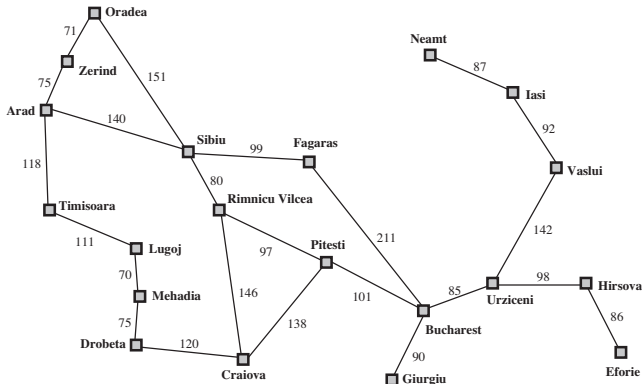 Oradea
71
Neamt
Zerind
87
75
151
Iasi
Arad
140
92
Sibiu
Fagaras
99
118
Vaslui
80
Timisoara
Rimnicu Vilcea
111
142
211
Lugoj
97
Pitesti
70
98
Hirsova
146
101
85
Mehadia
Urziceni
138
86
75
Bucharest
120
Drobeta
90
Eforie
Craiova
Giurgiu